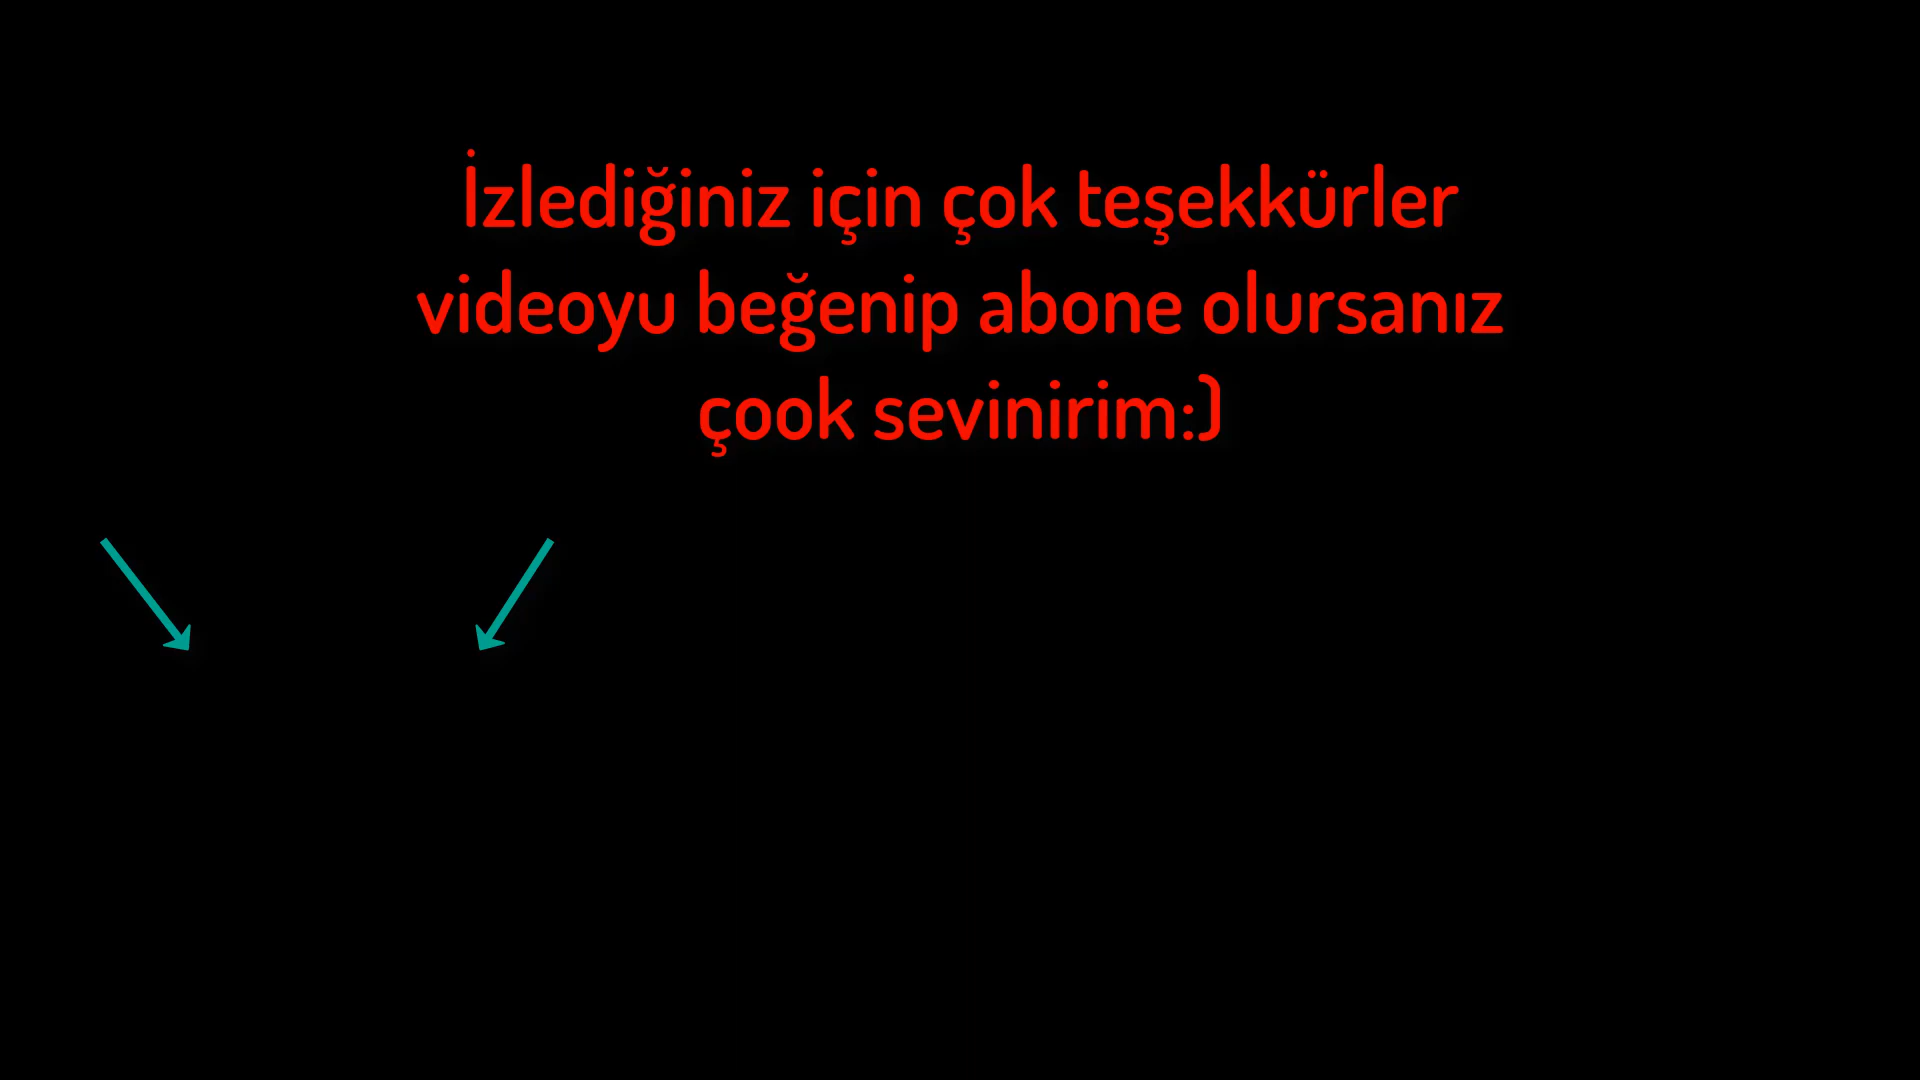 İzlediğiniz için çok teşekkürler
videoyu beğenip abone olursanız
çook sevinirim:)